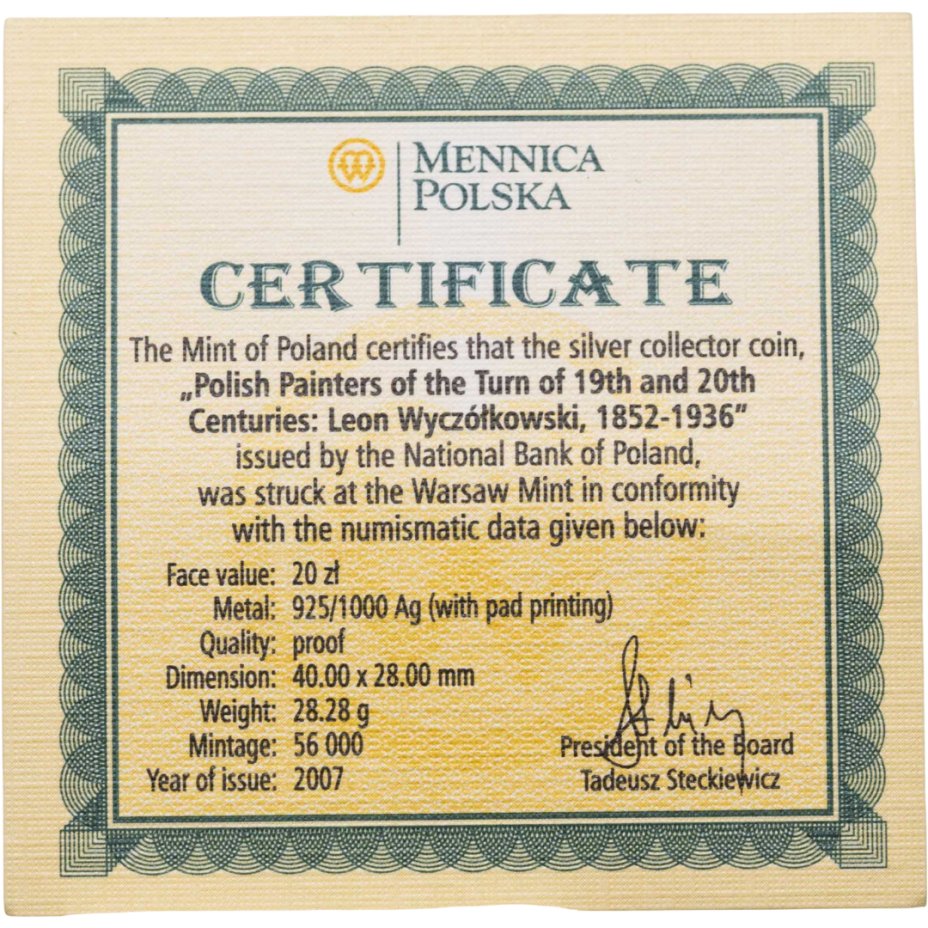 MENNICA
POLSKA
CERTIFICATE
The Mint of Poland certifies that the silver collector coin,
„Polish Painters of the Turn of 19th and 20th
Centuries: Leon Wyczółkowski, 1852-1936”
issued by the National Bank of Poland,
was struck at the Warsaw Mint in conformity
with the numismatic data given below:
Face value: 20 zł
Metal: 925/1000 Ag (with pad printing)
Quality: proof
Dimension: 40.00 x 28.00 mm
Weight: 28.28 g
Mintage: 56 000
Year of issue: 2007
President of the Board
Tadeusz Steckiewicz